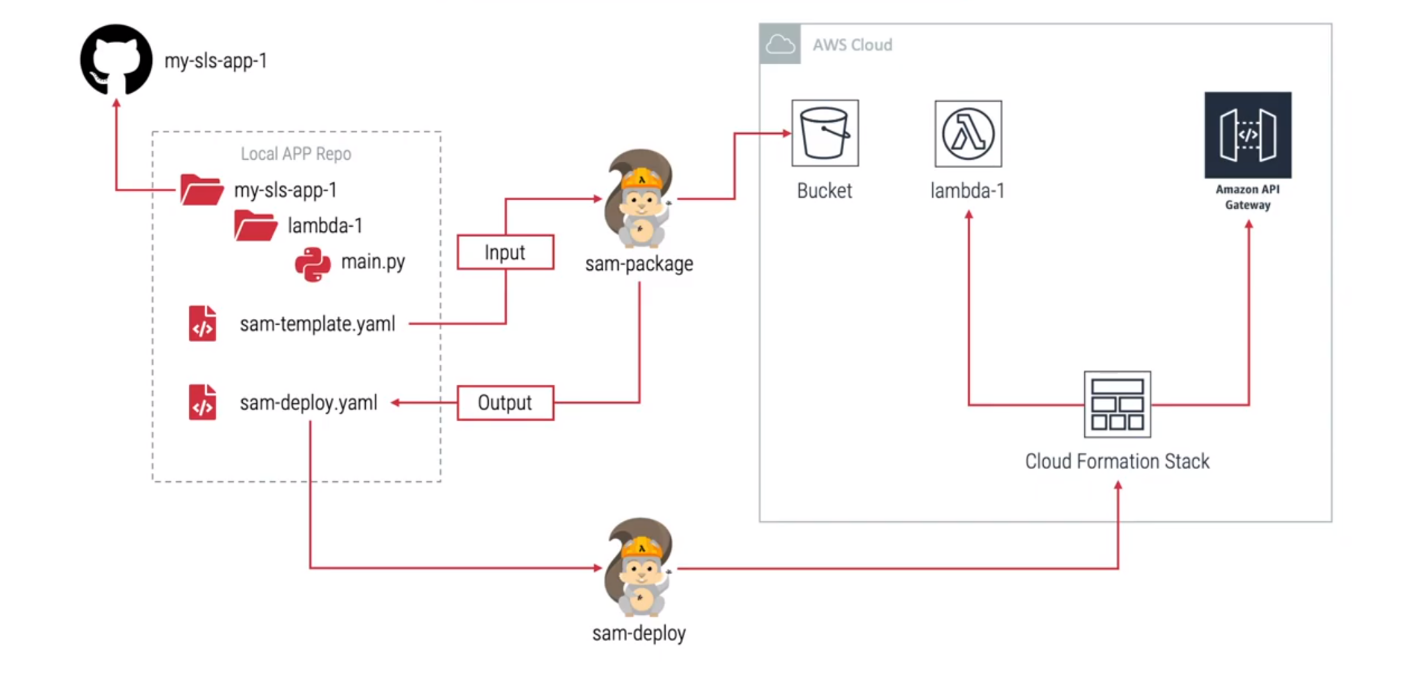 my-sls-app-1
AWS Cloud
Local APP Repo
my-sls-app-1
lambda-1
main.py
sam-template.yaml
sam-deploy.yaml
Input
Output
λ
sam-package
λ
sam-deploy
Bucket
lambda-1
</>
Amazon API
Gateway
Cloud Formation Stack